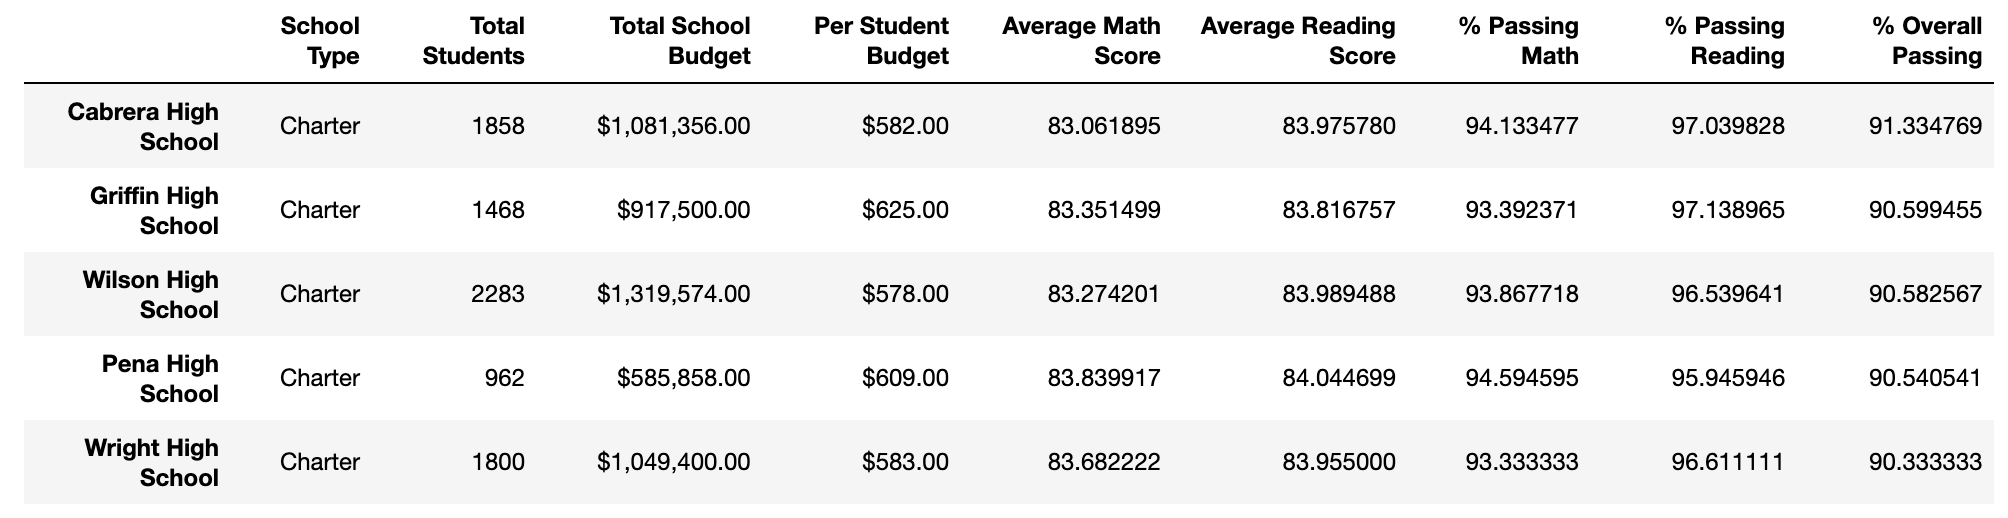 School Type Total Students Total School Budget Per Student Budget Average Math Score Average Reading Score % Passing Math % Passing Reading % Overall Passing
Cabrera High School Charter 1858 $1,081,356.00 $582.00 83.061895 83.975780 94.133477 97.039828 91.334769
Griffin High School Charter 1468 $917,500.00 $625.00 83.351499 83.816757 93.392371 97.138965 90.599455
Wilson High School Charter 2283 $1,319,574.00 $578.00 83.274201 83.989488 93.867718 96.539641 90.582567
Pena High School Charter 962 $585,858.00 $609.00 83.839917 84.044699 94.594595 95.945946 90.540541
Wright High School Charter 1800 $1,049,400.00 $583.00 83.682222 83.955000 93.333333 96.611111 90.333333